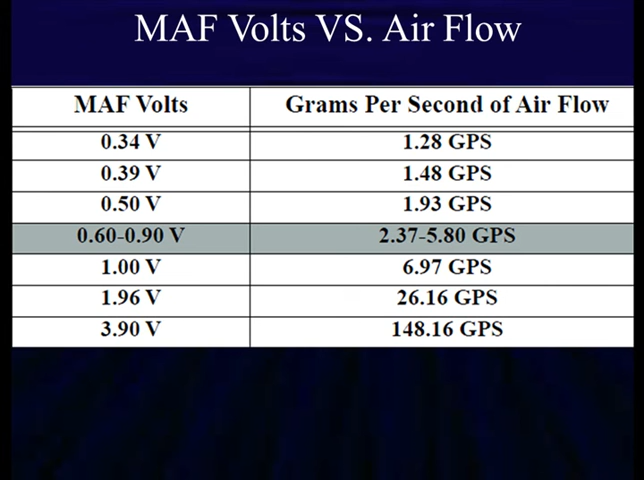 MAF Volts VS. Air Flow
MAF Volts Grams Per Second of Air Flow
0.34 V 1.28 GPS
0.39 V 1.48 GPS
0.50 V 1.93 GPS
0.60-0.90 V 2.37-5.80 GPS
1.00 V 6.97 GPS
1.96 V 26.16 GPS
3.90 V 148.16 GPS